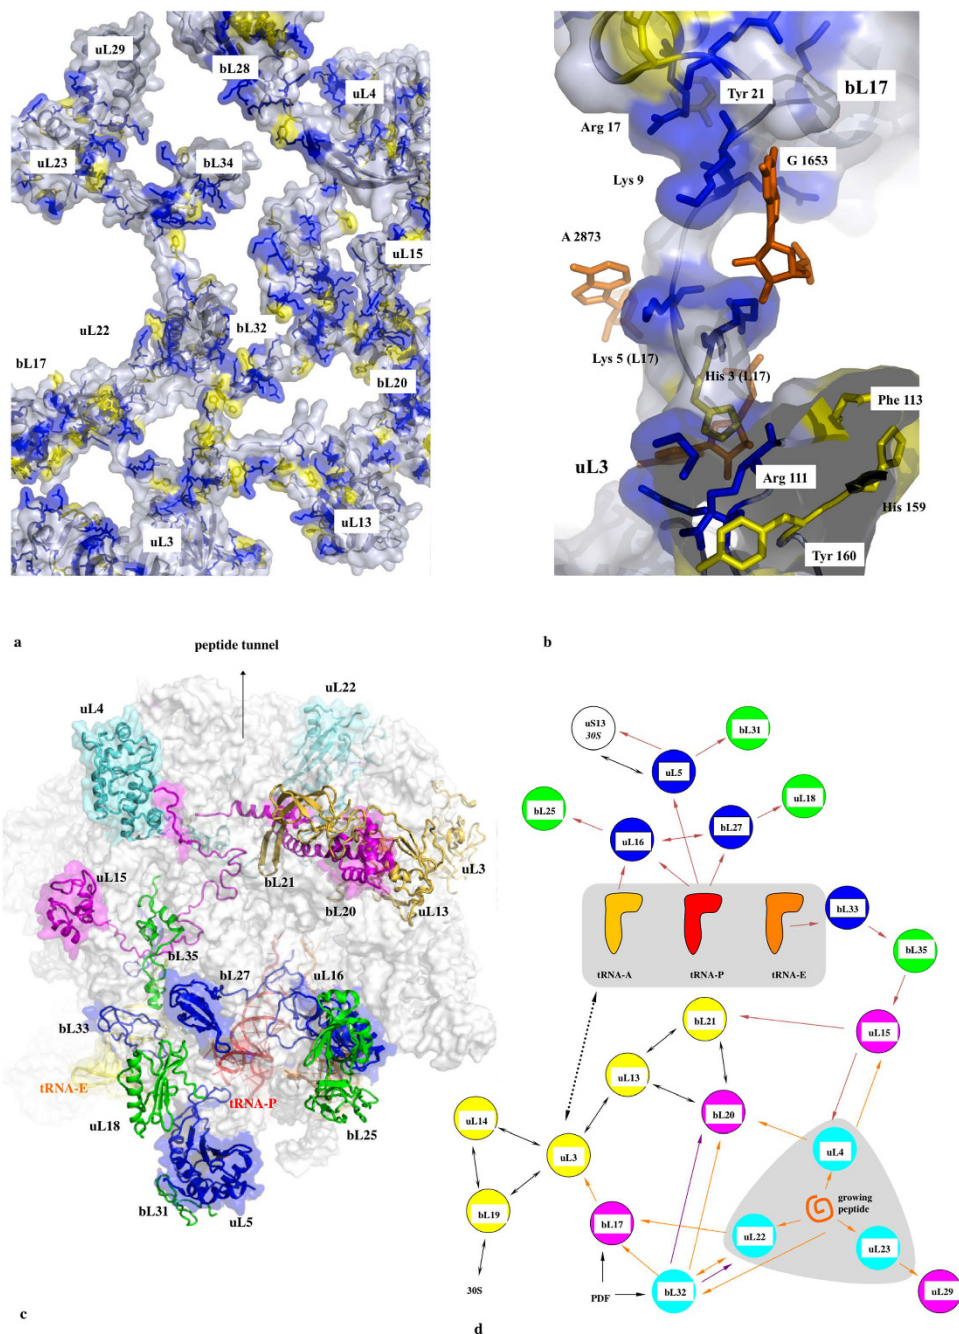 uL29
bL28
uL4
uL23
bL34
uL15
uL22
bL32
bL17
bL20
uL3
uL13
a
Tyr 21
bL17
Arg 17
G 1653
Lys 9
A 2873
Lys 5 (L17)
His 3 (L17)
Phe 113
uL3
Arg 111
His 159
Tyr 160
b
peptide tunnel
uL4
uL22
uL15
bL21
uL3
bL20
uL13
bL35
bL27
uL16
bL33
tRNA-E
tRNA-P
uL18
bL25
bL31
uL5
c
uS13
30S
bL31
uL5
bL25
uL18
uL16
bL27
bL33
tRNA-A
tRNA-P
tRNA-E
bL35
bL21
uL15
uL13
bL20
uL14
uL3
uL4
growing
peptide
bL19
bL17
uL22
uL23
30S
PDF
bL32
uL29
d